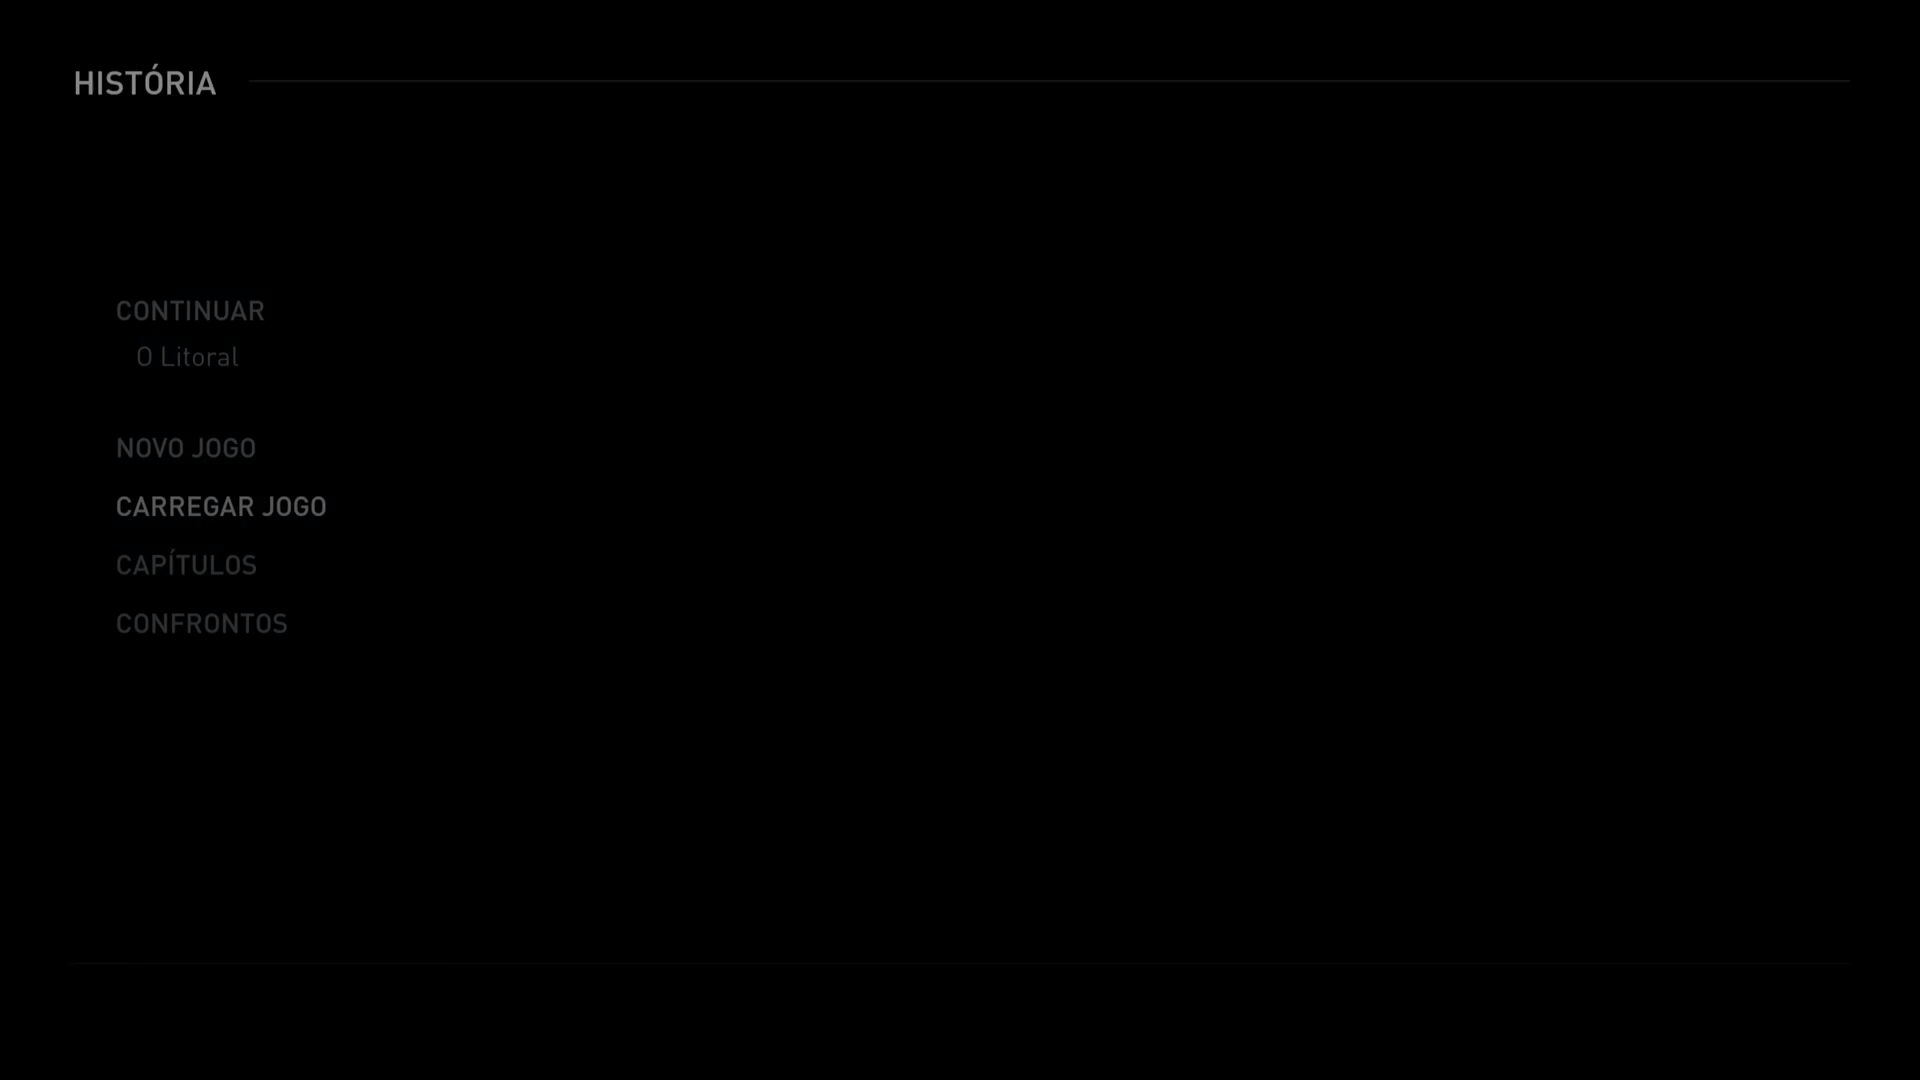 HISTÓRIA
CONTINUAR
O Litoral
NOVO JOGO
CARREGAR JOGO
CAPÍTULOS
CONFRONTOS